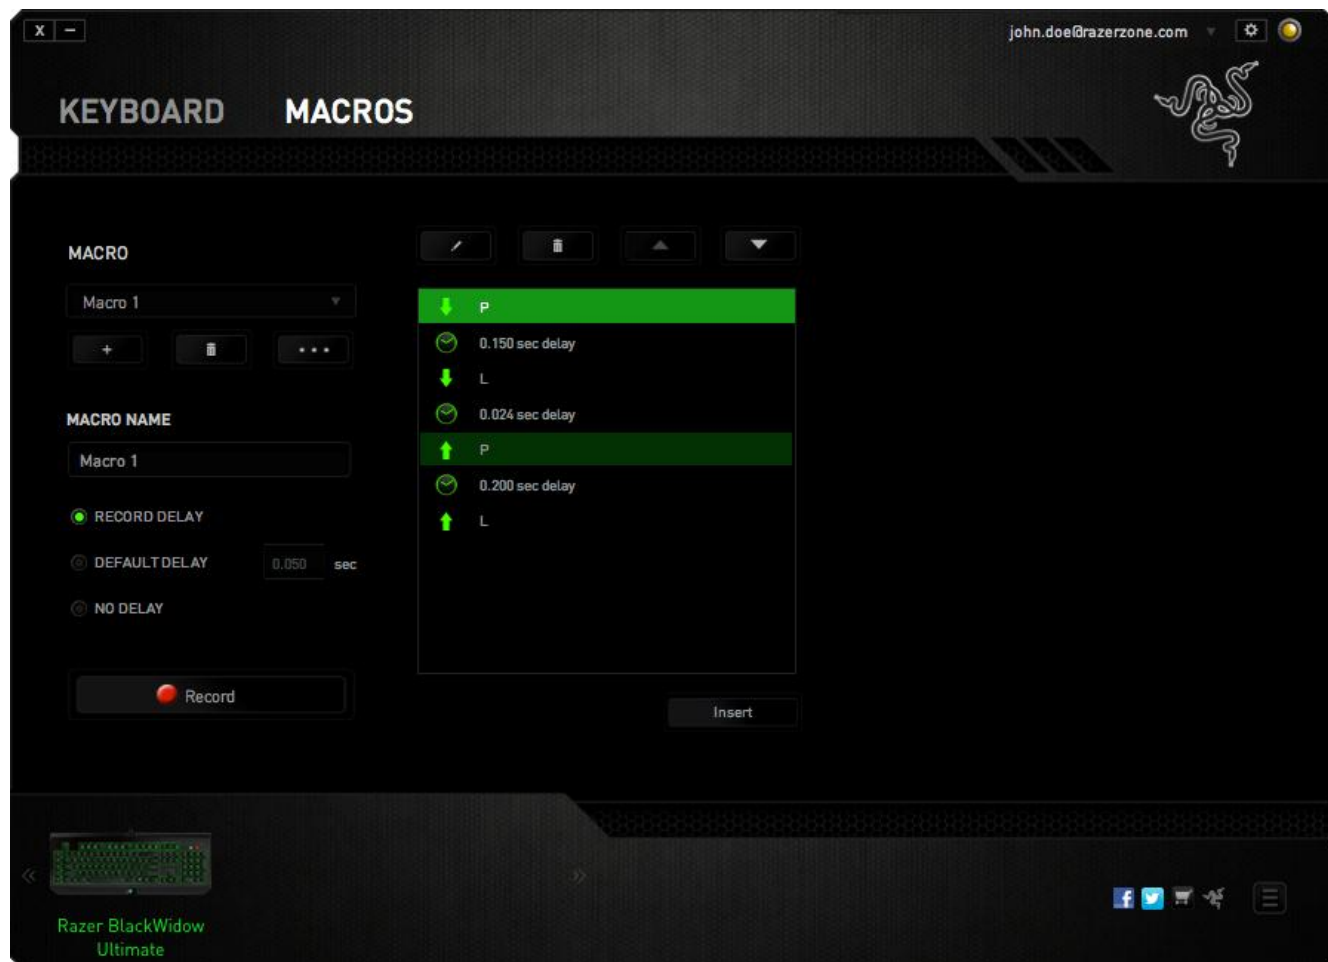 X −
john.doe@razerzone.com
KEYBOARD MACROS
MACRO
Macro 1
+ • • •
MACRO NAME
Macro 1
RECORD DELAY
DEFAULT DELAY 0.050 sec
NO DELAY
Record
P
0.150 sec delay
L
0.024 sec delay
P
0.200 sec delay
L
Insert
Razer BlackWidow
Ultimate
f